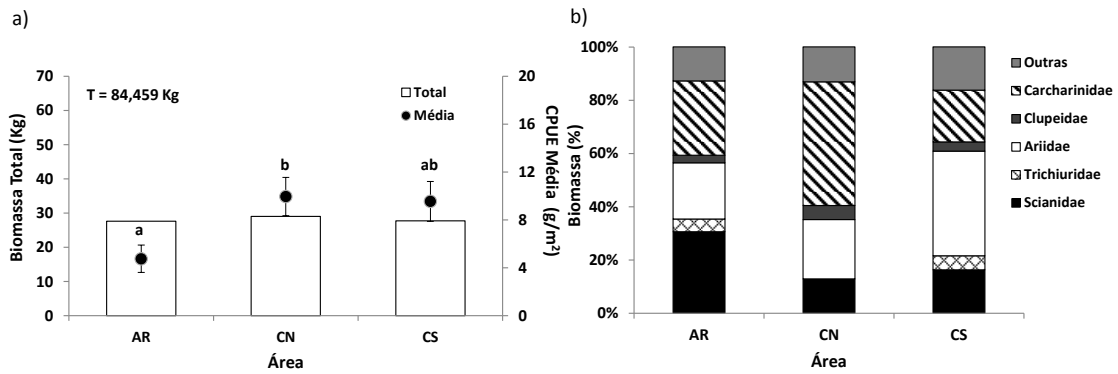 a)
T = 84,459 Kg
Total
Média
Biomassa Total (Kg)
70
60
50
40
30
20
10
0
CPUE Média (g/m²)
20
16
12
8
4
0
a
b
ab
AR
CN
CS
Área
b)
Biomassa (%)
100%
80%
60%
40%
20%
0%
AR
CN
CS
Área
Outras
Carcharinidae
Clupeidae
Ariidae
Trichiuridae
Scianidae